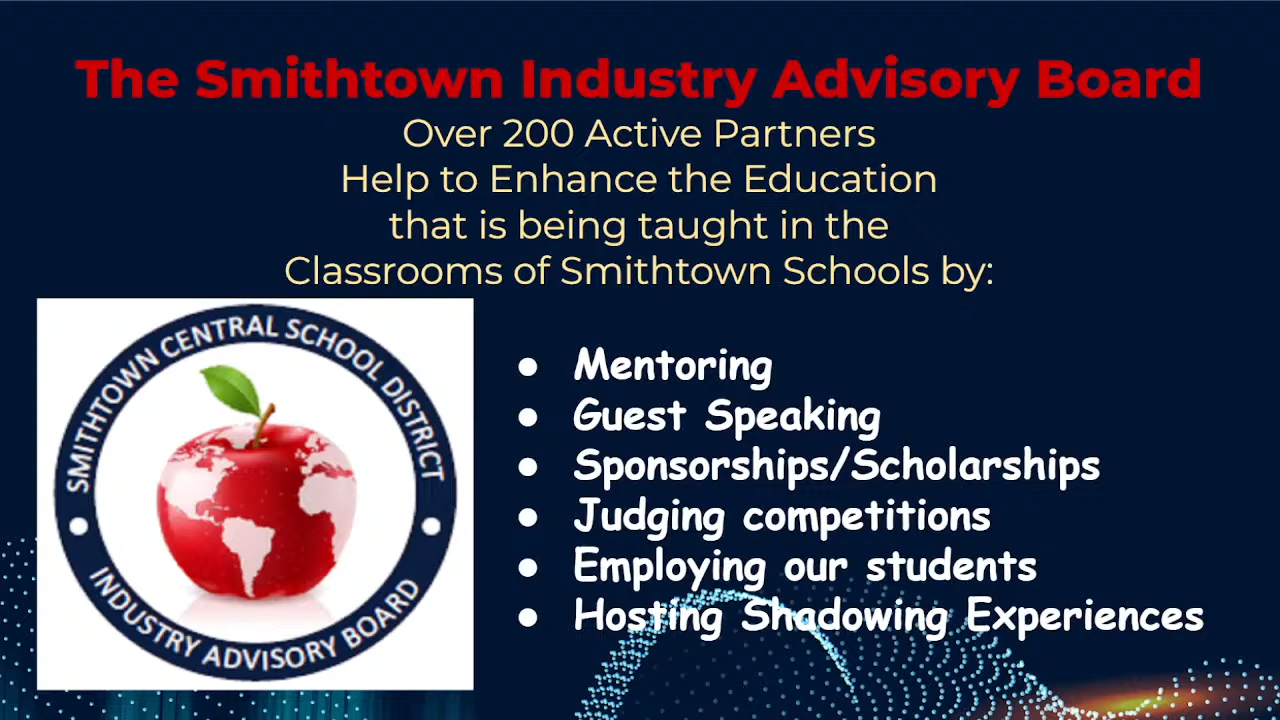 The Smithtown Industry Advisory Board
Over 200 Active Partners
Help to Enhance the Education
that is being taught in the
Classrooms of Smithtown Schools by:
SMITHTOWN CENTRAL SCHOOL DISTRICT
INDUSTRY ADVISORY BOARD
● Mentoring
● Guest Speaking
● Sponsorships/Scholarships
● Judging competitions
● Employing our students
● Hosting Shadowing Experiences